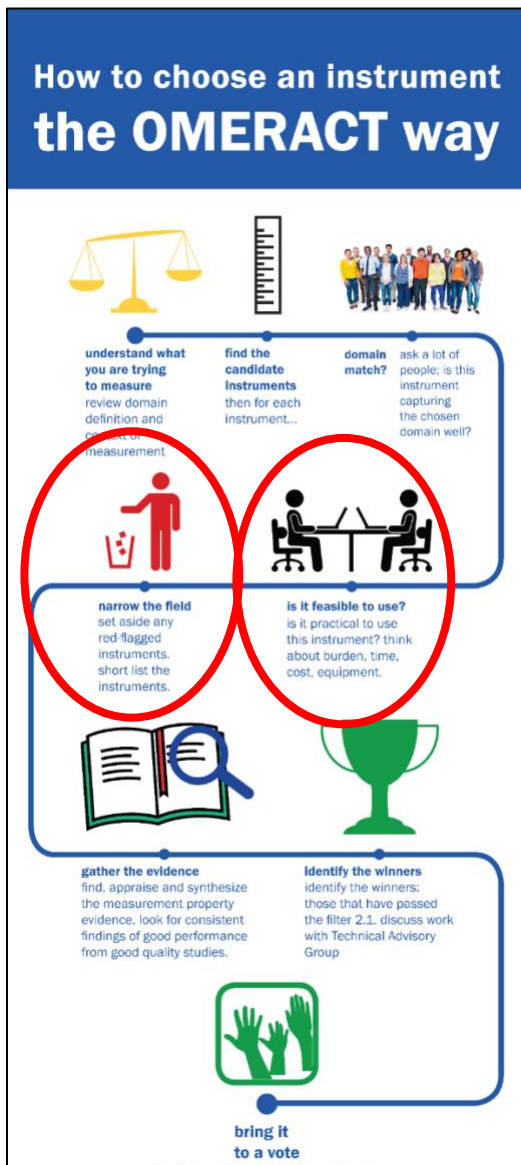 How to choose an instrument
the OMERACT way
understand what
you are trying
to measure
review domain
definition and
context of
measurement
find the
candidate
instruments
then for each
instrument...
domain
match?
ask a lot of
people; is this
instrument
capturing
the chosen
domain well?
is it feasible to use?
is it practical to use
this instrument? think
about burden, time,
cost, equipment.
narrow the field
set aside any
red-flagged
instruments.
short list the
instruments.
gather the evidence
find, appraise and synthesize
the measurement property
evidence. look for consistent
findings of good performance
from good quality studies.
Identify the winners
identify the winners:
those that have passed
the filter 2.1. discuss work
with Technical Advisory
Group
bring it
to a vote